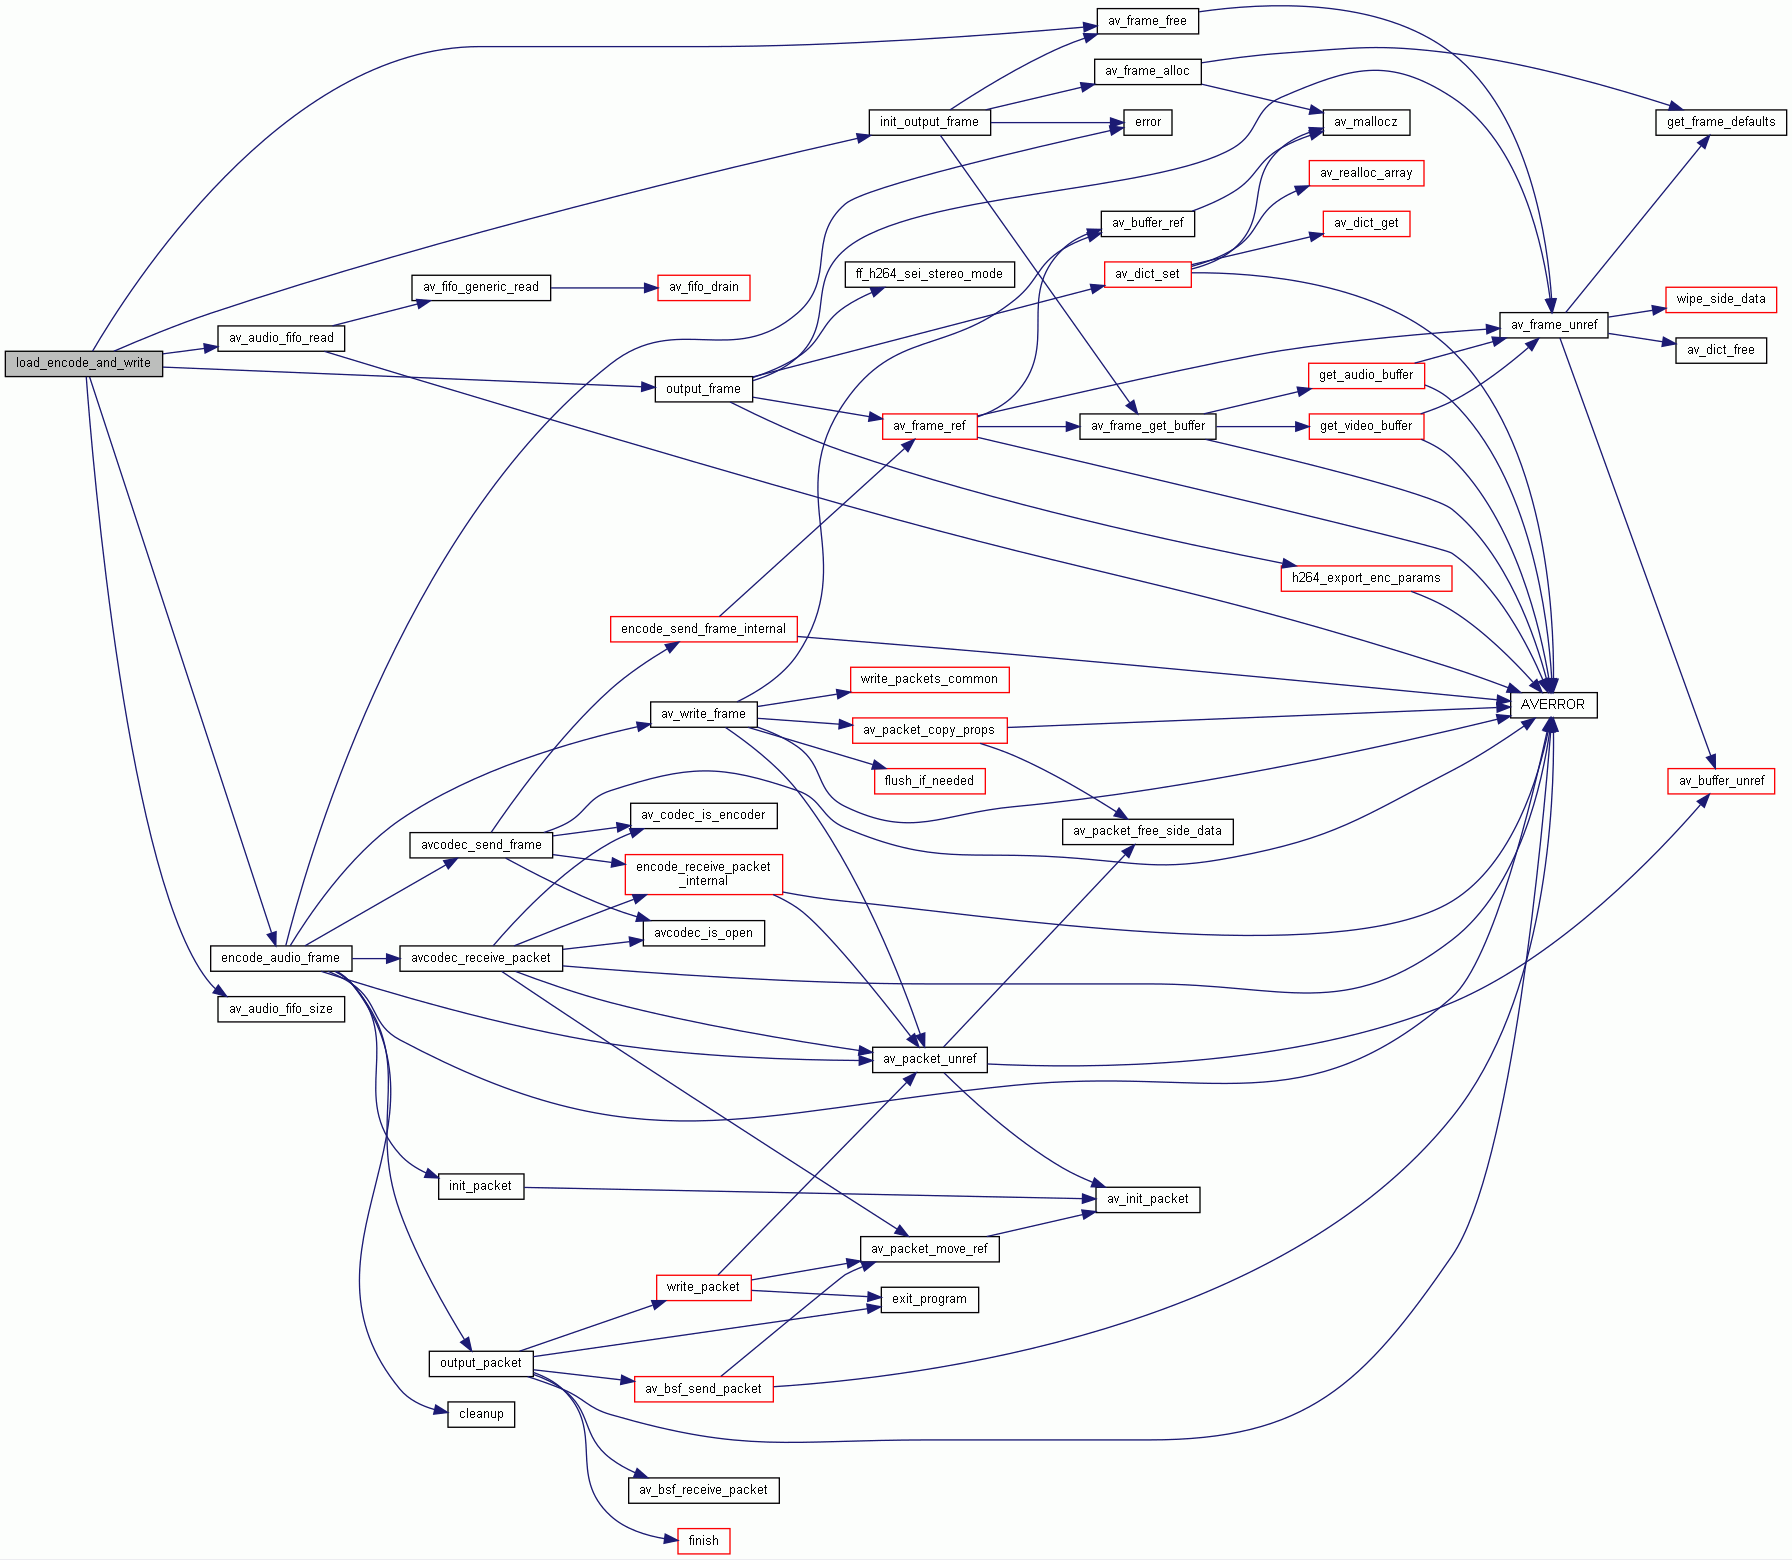 av_frame_free
av_frame_alloc
init_output_frame
error
av_mallocz
get_frame_defaults
av_realloc_array
av_buffer_ref
av_dict_get
ff_h264_sei_stereo_mode
av_dict_set
av_fifo_generic_read
av_fifo_drain
wipe_side_data
av_audio_fifo_read
av_frame_unref
av_dict_free
load_encode_and_write
output_frame
get_audio_buffer
av_frame_ref
av_frame_get_buffer
get_video_buffer
h264_export_enc_params
encode_send_frame_internal
write_packets_common
av_write_frame
AVERROR
av_packet_copy_props
flush_if_needed
av_buffer_unref
av_codec_is_encoder
av_packet_free_side_data
avcodec_send_frame
encode_receive_packet
_internal
avcodec_is_open
encode_audio_frame
avcodec_receive_packet
av_audio_fifo_size
av_packet_unref
init_packet
av_init_packet
av_packet_move_ref
write_packet
exit_program
output_packet
av_bsf_send_packet
cleanup
av_bsf_receive_packet
finish